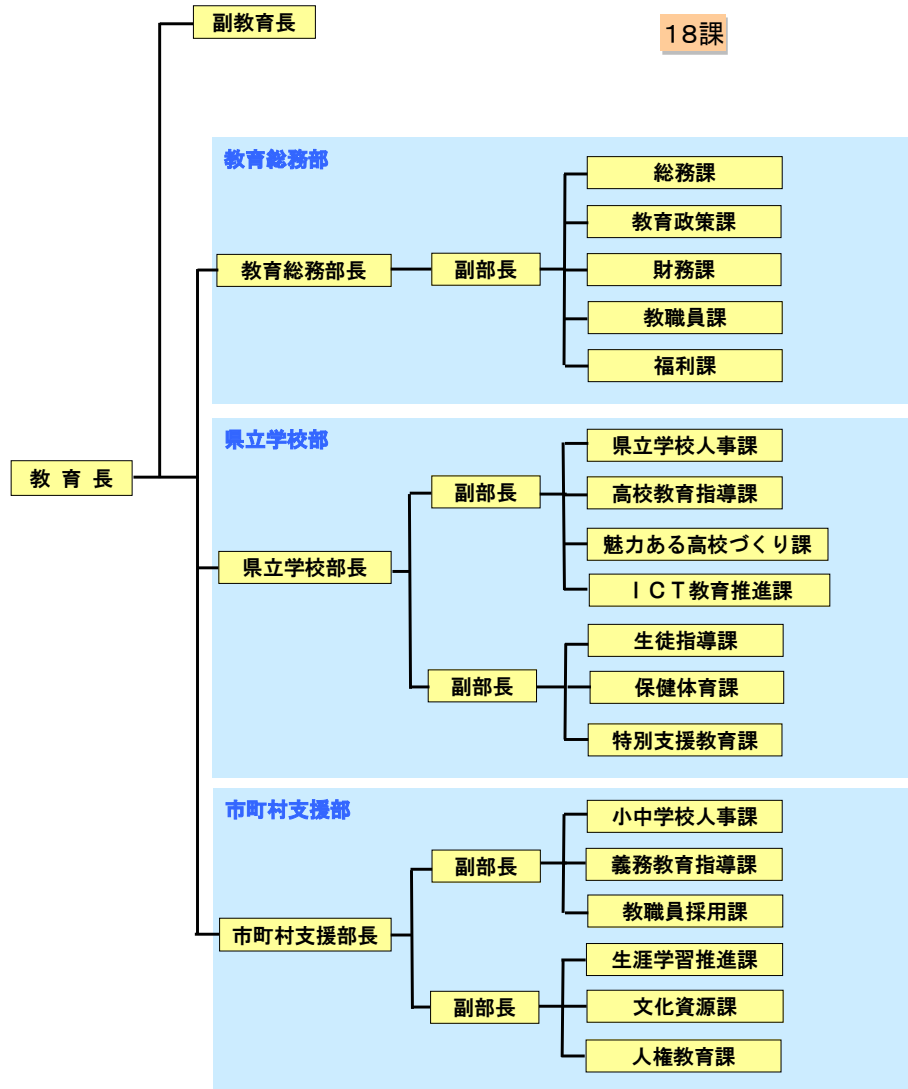 副教育長
18課
教育総務部
総務課
教育政策課
教育総務部長
副部長
財務課
教職員課
福利課
教育長
県立学校部
県立学校人事課
副部長
高校教育指導課
魅力ある高校づくり課
県立学校部長
ICT教育推進課
生徒指導課
副部長
保健体育課
特別支援教育課
市町村支援部
小中学校人事課
副部長
義務教育指導課
教職員採用課
市町村支援部長
生涯学習推進課
副部長
文化資源課
人権教育課